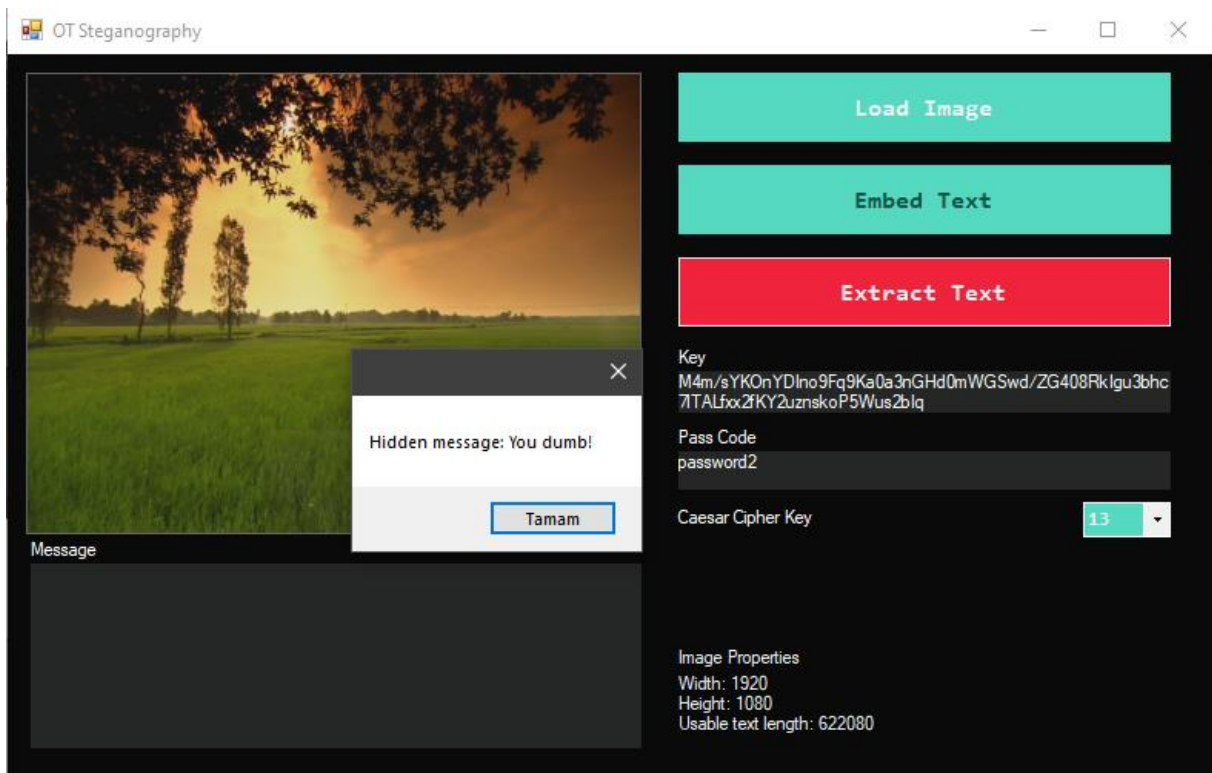 OT Steganography
Load Image
Embed Text
Extract Text
Key
M4m/sYKOnYDIno9Fq9Ka0a3nGHd0mWGSwd/ZG408RkIgu3bhc
7ITALfxx2fKY2uznskoP5Wus2bIq
Pass Code
password2
Caesar Cipher Key
13
Hidden message: You dumb!
Tamam
Message
Image Properties
Width: 1920
Height: 1080
Usable text length: 622080